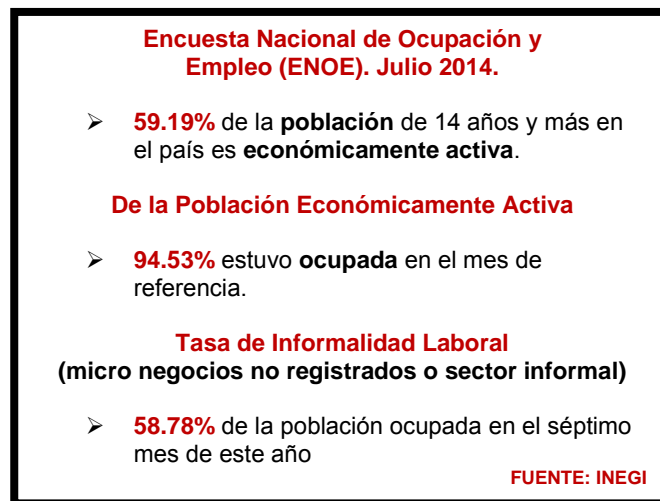 Encuesta Nacional de Ocupación y
Empleo (ENOE). Julio 2014.
➢ 59.19% de la población de 14 años y más en
el país es económicamente activa.
De la Población Económicamente Activa
➢ 94.53% estuvo ocupada en el mes de
referencia.
Tasa de Informalidad Laboral
(micro negocios no registrados o sector informal)
➢ 58.78% de la población ocupada en el séptimo
mes de este año
FUENTE: INEGI